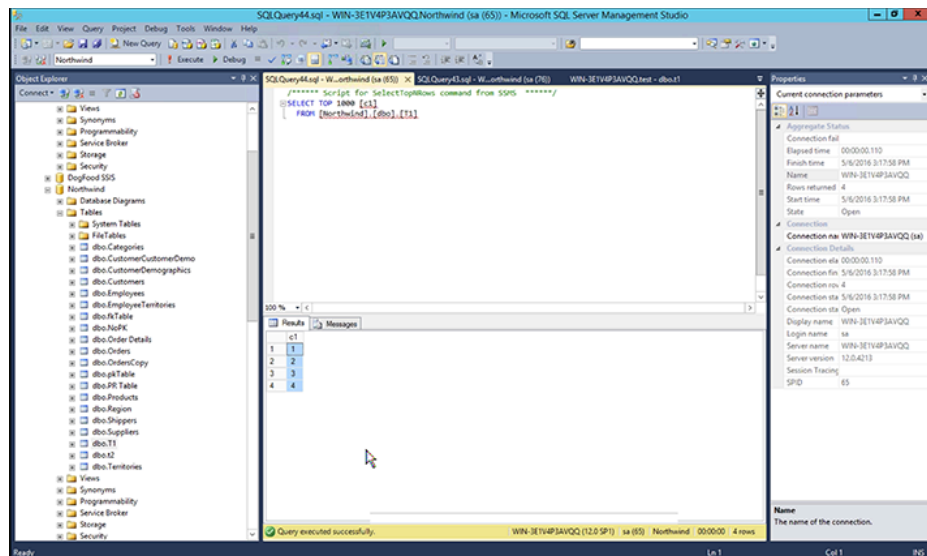 SQLQuery44.sql - WIN-3E1V4P3AVQQ.Northwind (sa (65)) - Microsoft SQL Server Management Studio
File Edit View Query Project Debug Tools Window Help
New Query
Northwind Execute Debug
Object Explorer
Connect
Views
Synonyms
Programmability
Service Broker
Storage
Security
DogFood SSIS
Northwind
Database Diagrams
Tables
System Tables
FileTables
dbo.Categories
dbo.CustomerCustomerDemo
dbo.CustomerDemographics
dbo.Customers
dbo.Employees
dbo.EmployeeTerritories
dbo.fkTable
dbo.NoPK
dbo.Order Details
dbo.Orders
dbo.OrdersCopy
dbo.pkTable
dbo.PR Table
dbo.Products
dbo.Region
dbo.Shippers
dbo.Suppliers
dbo.T1
dbo.t2
dbo.Territories
Views
Synonyms
Programmability
Service Broker
Storage
Security
SQLQuery44.sql - W...orthwind (sa (65)) SQLQuery43.sql - W...orthwind (sa (76)) WIN-3E1V4P3AVQQ.test - dbo.t1
/****** Script for SelectTopNRows command from SSMS ******/
SELECT TOP 1000 [c1]
FROM [Northwind].[dbo].[T1]
100 %
Results Messages
c1
1 1
2 2
3 3
4 4
Query executed successfully. WIN-3E1V4P3AVQQ (12.0 SP1) sa (65) Northwind 00:00:00 4 rows
Properties
Current connection parameters
Aggregate Status
Connection fail
Elapsed time 00:00:00.110
Finish time 5/6/2016 3:17:58 PM
Name WIN-3E1V4P3AVQQ
Rows returned 4
Start time 5/6/2016 3:17:58 PM
State Open
Connection
Connection na WIN-3E1V4P3AVQQ (sa)
Connection Details
Connection ela 00:00:00.110
Connection fin 5/6/2016 3:17:58 PM
Connection rov 4
Connection sta 5/6/2016 3:17:58 PM
Connection sta Open
Display name WIN-3E1V4P3AVQQ
Login name sa
Server name WIN-3E1V4P3AVQQ
Server version 12.0.4213
Session Tracing
SPID 65
Name
The name of the connection.
Ready Ln 1 Col 1 INS